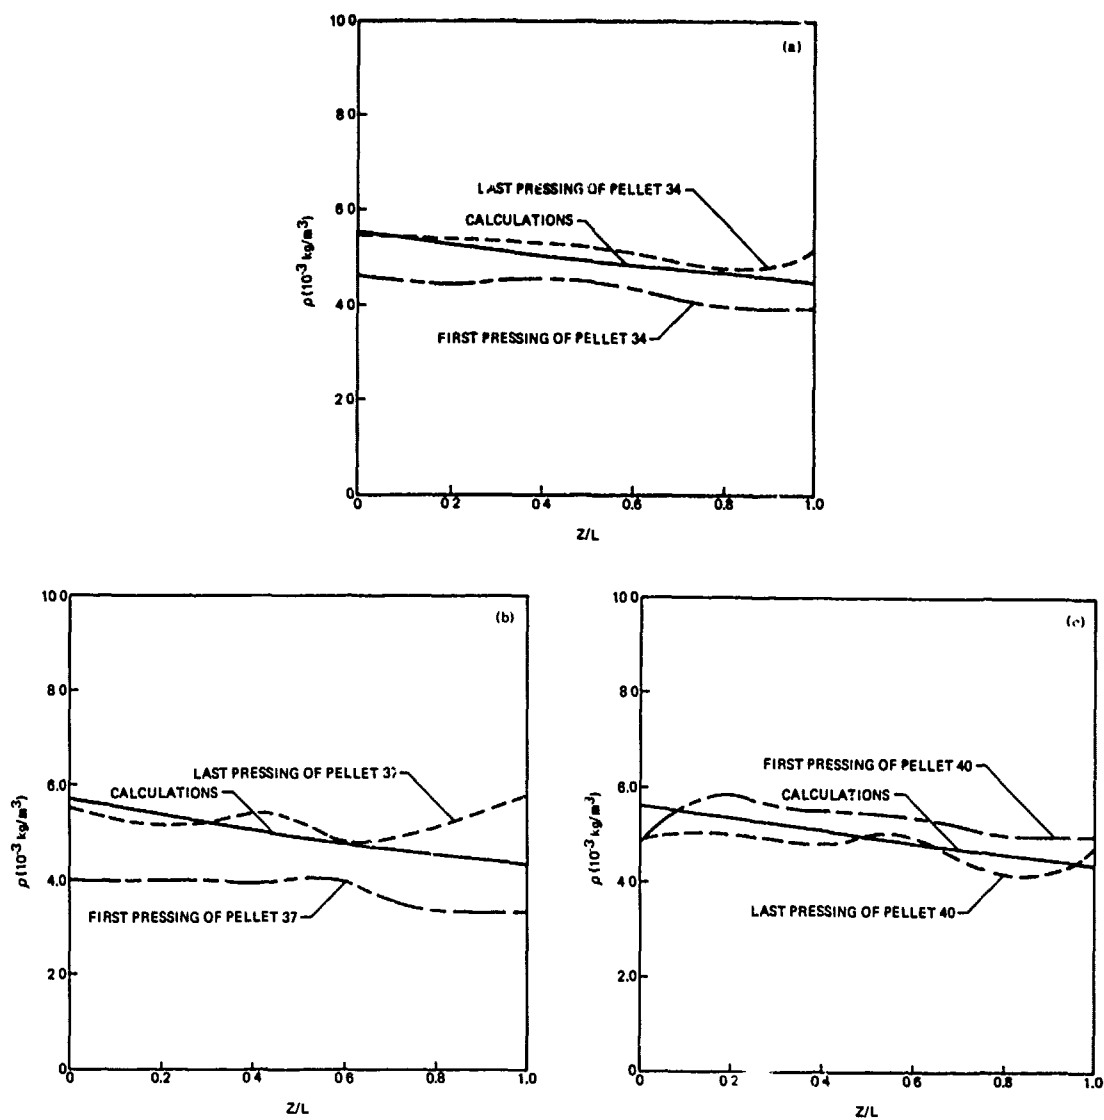 (a)
10 0
8 0
6 0
4 0
2 0
0
ρ (10⁻³ kg/m³)
LAST PRESSING OF PELLET 34
CALCULATIONS
FIRST PRESSING OF PELLET 34
0 0 2 0 4 0.6 0.8 1.0
Z/L
(b)
10 0
8 0
6 0
4 0
2 0
0
ρ (10⁻³ kg/m³)
LAST PRESSING OF PELLET 37
CALCULATIONS
FIRST PRESSING OF PELLET 37
0 0.2 0.4 0.6 0.8 1.0
Z/L
(c)
10 0
8 0
6.0
4 0
2.0
0
ρ (10⁻³ kg/m³)
FIRST PRESSING OF PELLET 40
CALCULATIONS
LAST PRESSING OF PELLET 40
0 0 2 0 4 0.6 0.8 1.0
Z/L